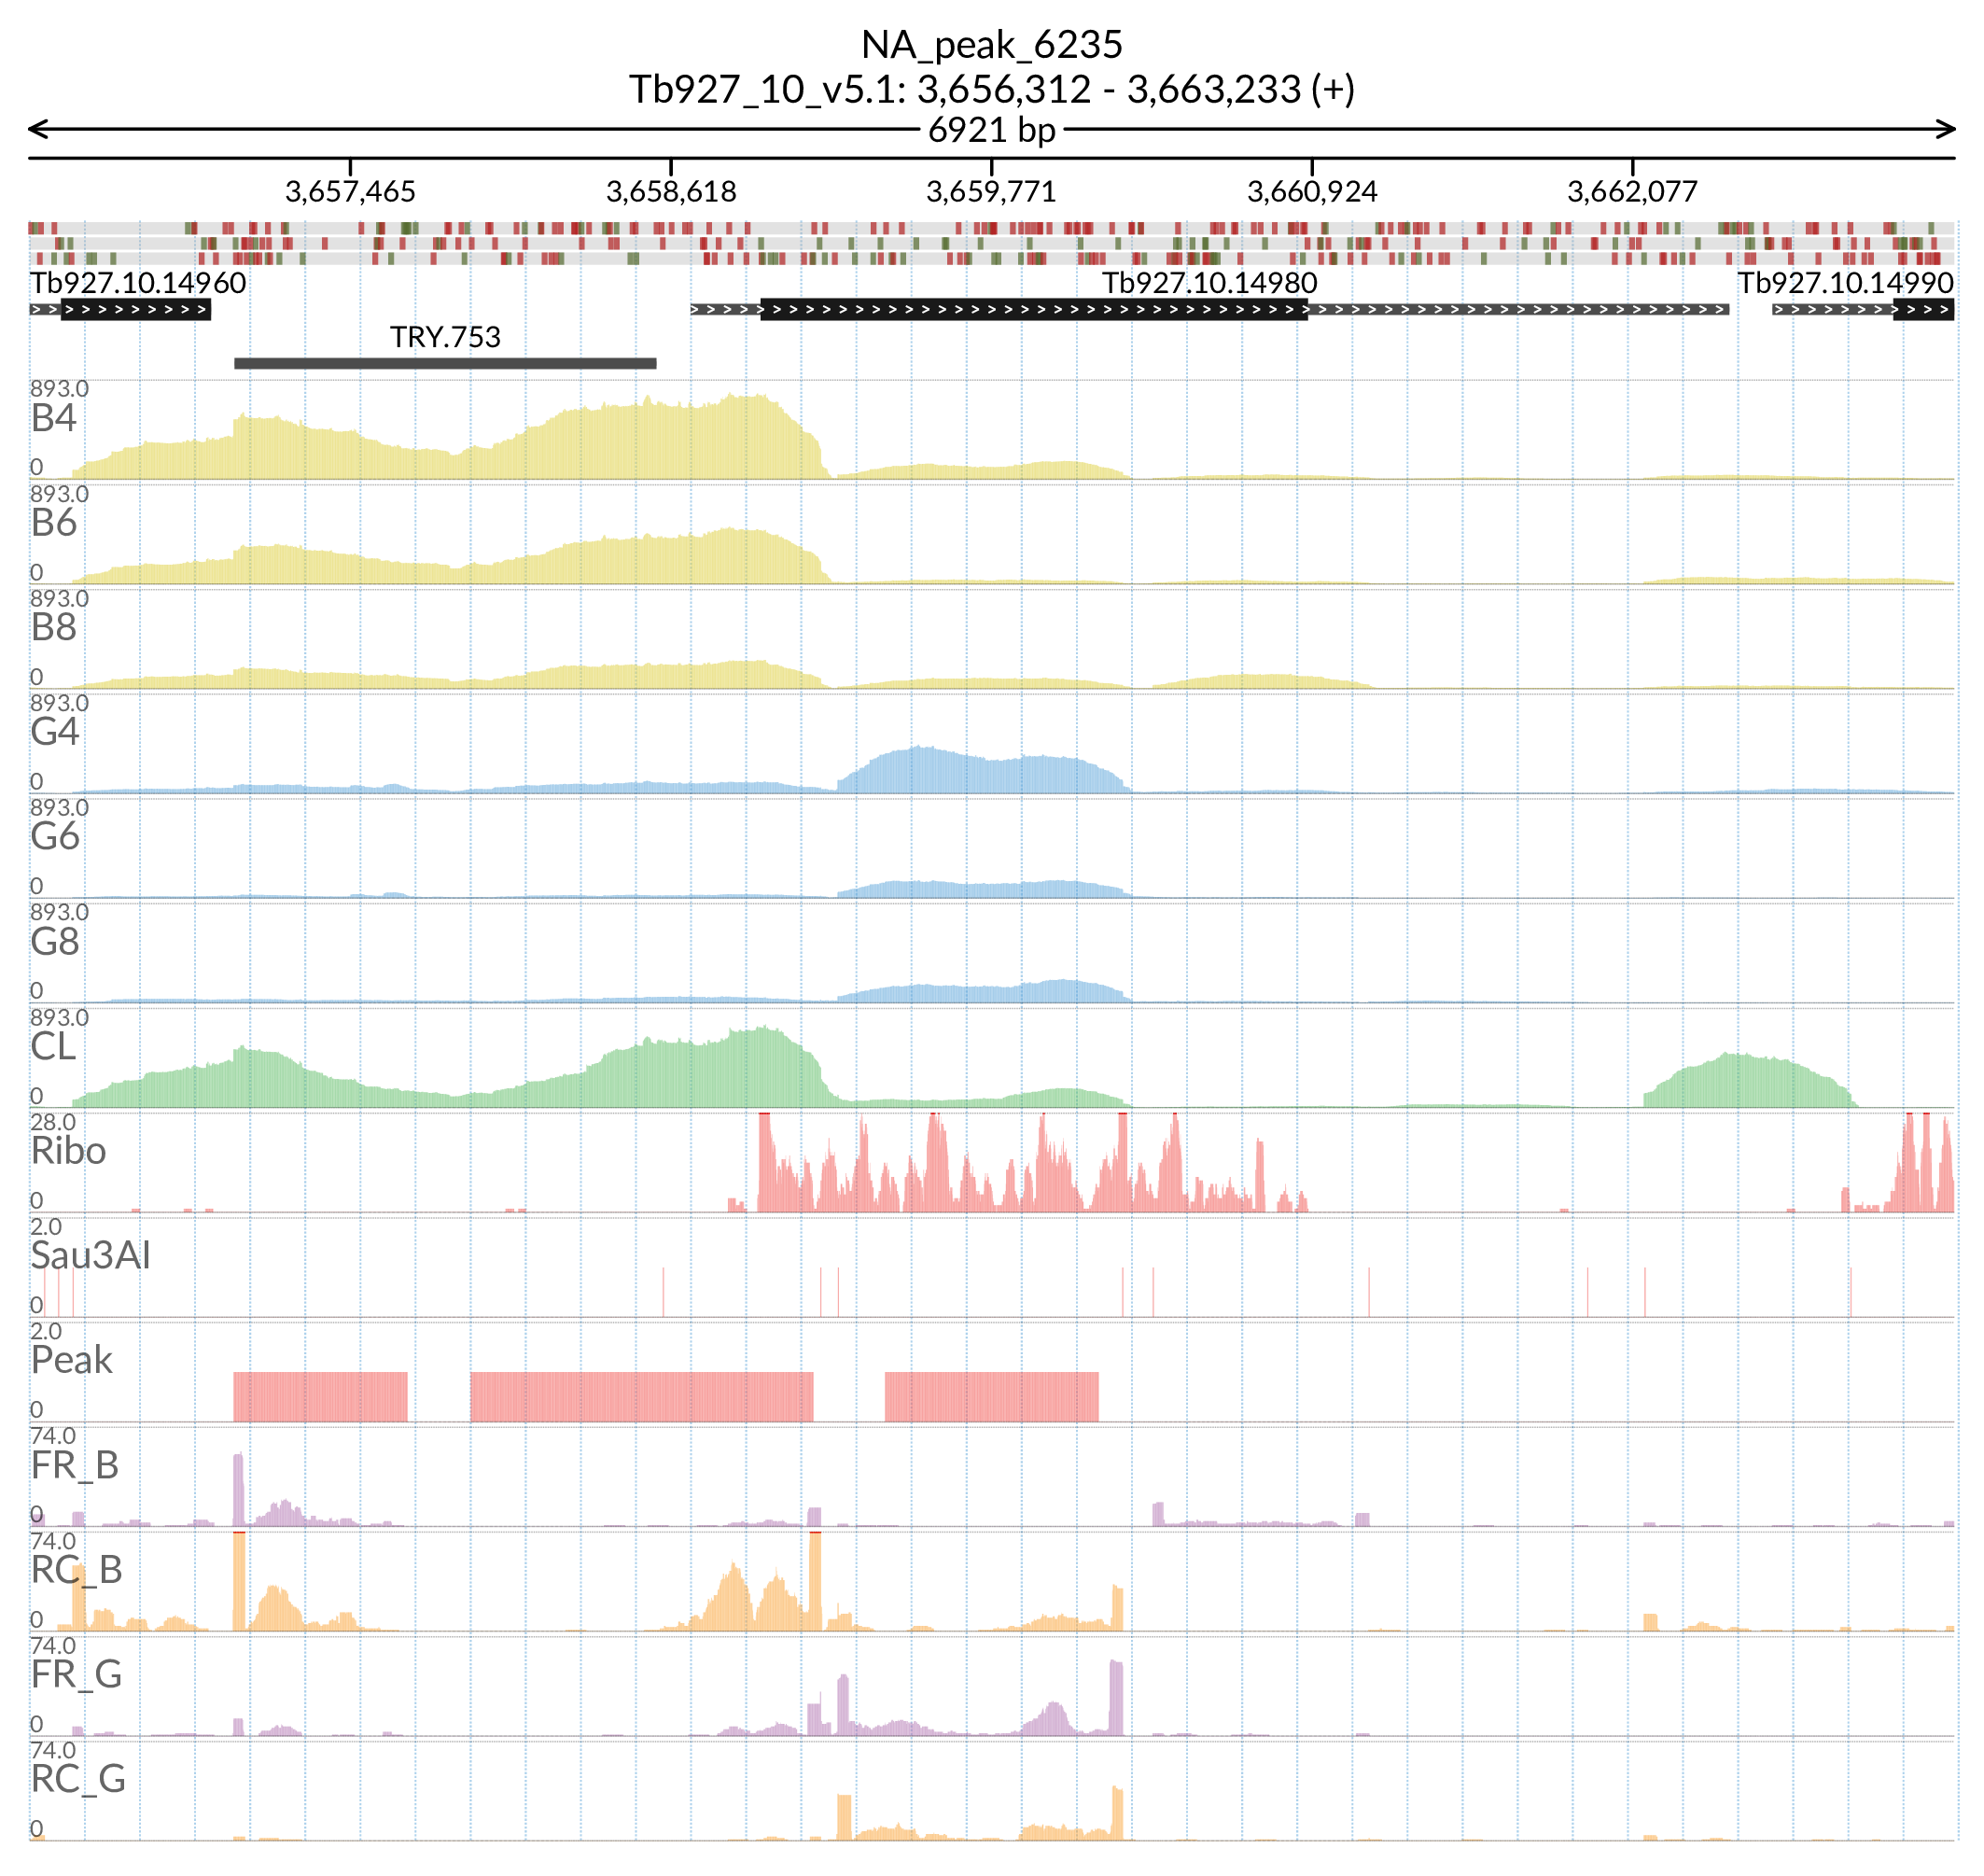 NA_peak_6235
Tb927_10_v5.1: 3,656,312 - 3,663,233 (+)
6921 bp
3,657,465 3,658,618 3,659,771 3,660,924 3,662,077
Tb927.10.14960 Tb927.10.14980 Tb927.10.14990
TRY.753
893.0
B4
0
893.0
B6
0
893.0
B8
0
893.0
G4
0
893.0
G6
0
893.0
G8
0
893.0
CL
0
28.0
Ribo
0
2.0
Sau3AI
0
2.0
Peak
0
74.0
FR_B
0
74.0
RC_B
0
74.0
FR_G
0
74.0
RC_G
0